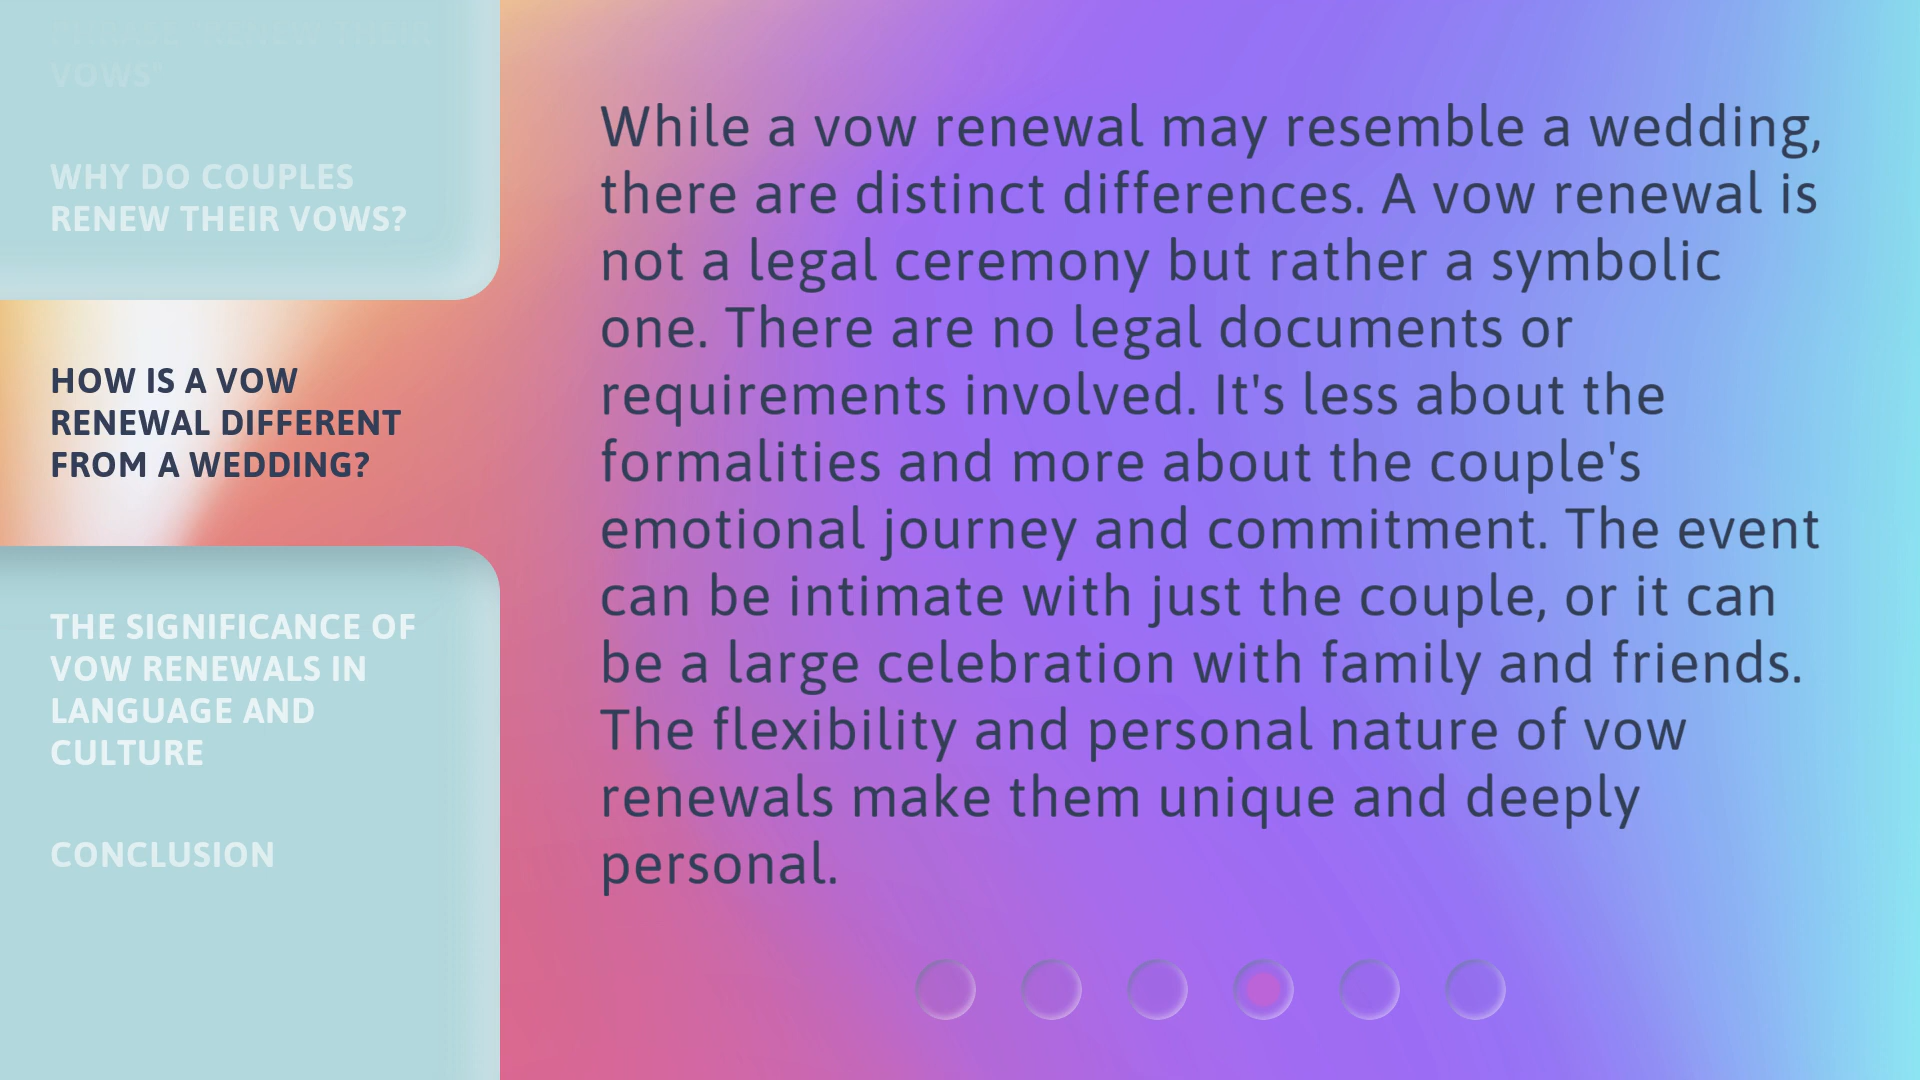 PHRASE "RENEW THEIR
VOWS"
WHY DO COUPLES
RENEW THEIR VOWS?
HOW IS A VOW
RENEWAL DIFFERENT
FROM A WEDDING?
THE SIGNIFICANCE OF
VOW RENEWALS IN
LANGUAGE AND
CULTURE
CONCLUSION
While a vow renewal may resemble a wedding,
there are distinct differences. A vow renewal is
not a legal ceremony but rather a symbolic
one. There are no legal documents or
requirements involved. It's less about the
formalities and more about the couple's
emotional journey and commitment. The event
can be intimate with just the couple, or it can
be a large celebration with family and friends.
The flexibility and personal nature of vow
renewals make them unique and deeply
personal.